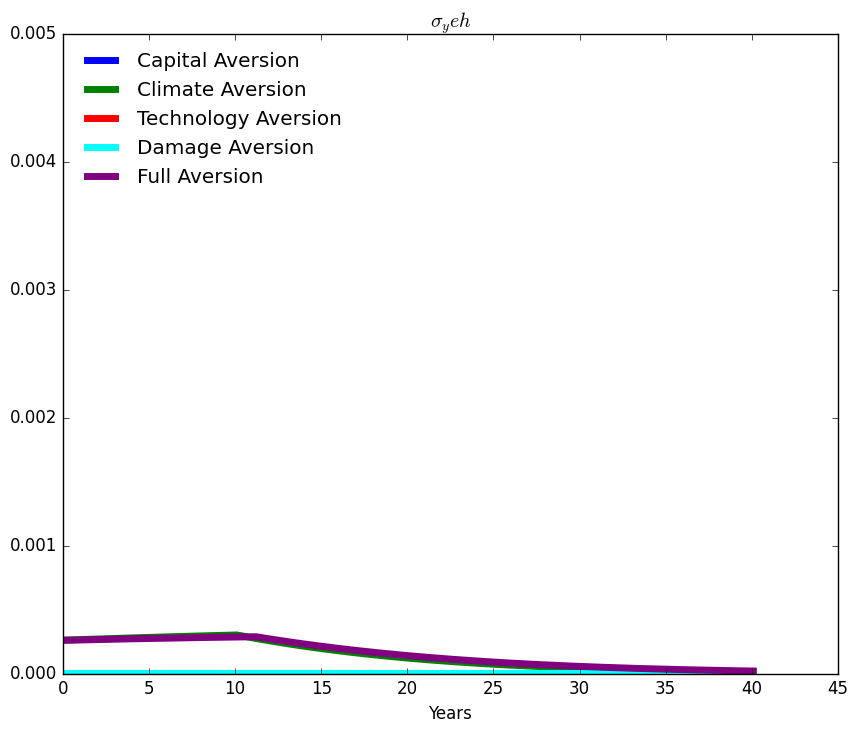 σ_y eh
0.005
Capital Aversion
Climate Aversion
Technology Aversion
Damage Aversion
Full Aversion
0.004
0.003
0.002
0.001
0.000
0 5 10 15 20 25 30 35 40 45
Years